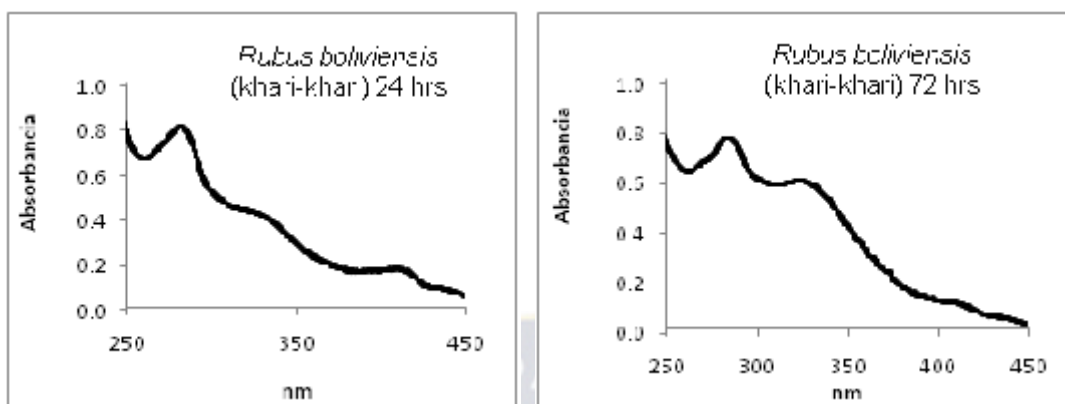 Rubus boliviensis
(khari-khari) 24 hrs
1.0
0.8
0.6
0.4
0.2
0.0
Absorbancia
250
350
450
nm
Rubus boliviensis
(khari-khari) 72 hrs
1.0
0.8
0.6
0.4
0.2
0.0
Absorbancia
250
300
350
400
450
nm